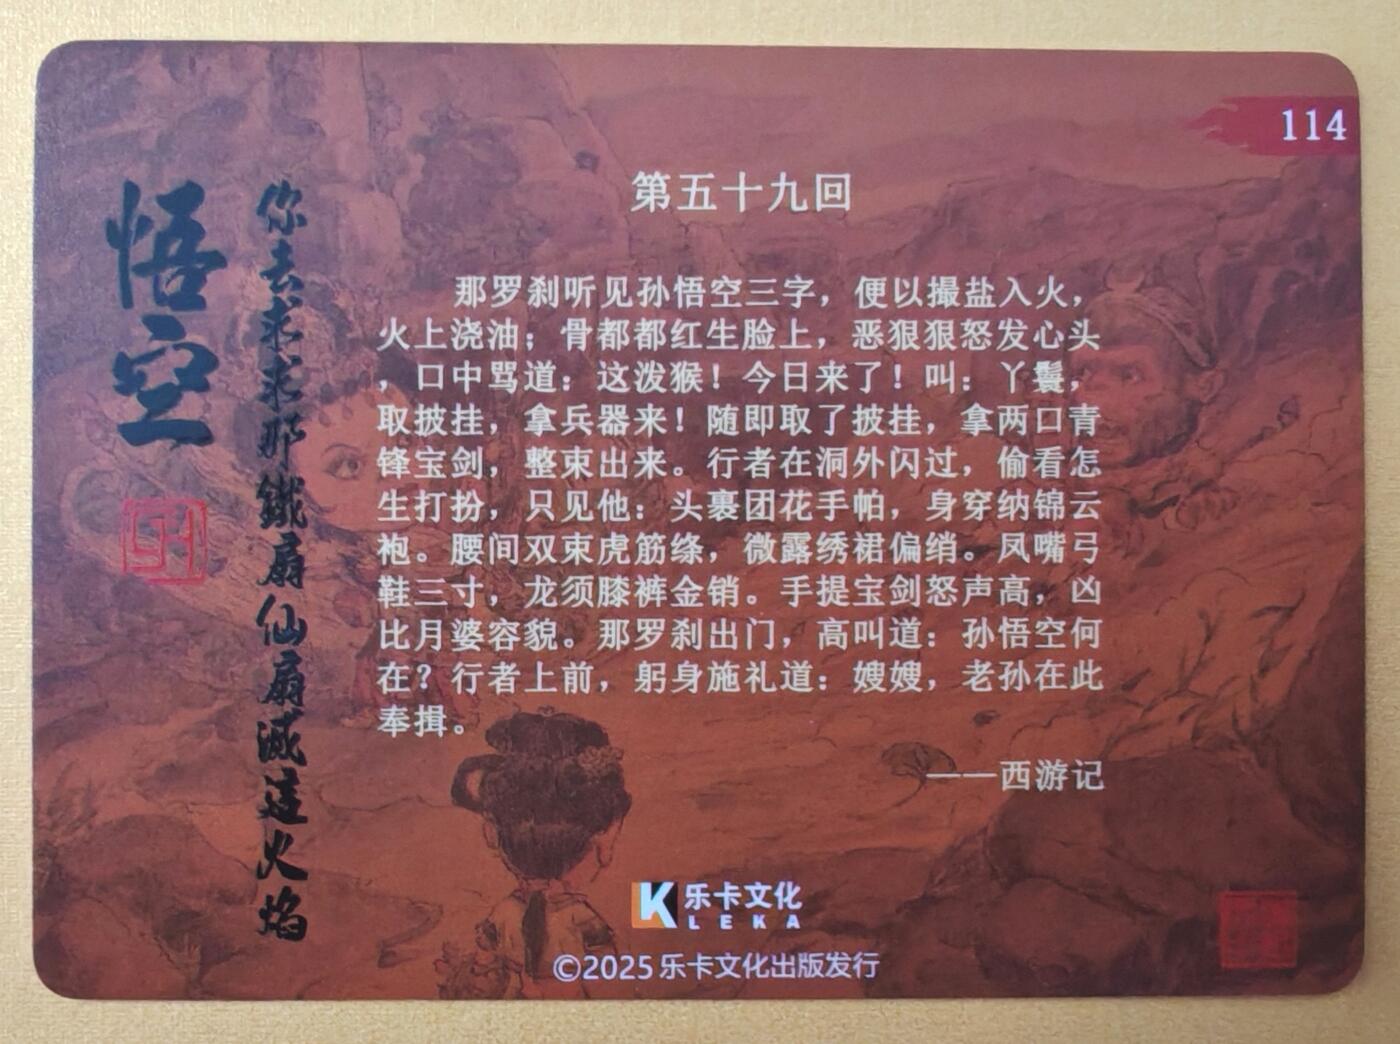 114
悟空
你去求求那鐵扇仙扇滅這火焰
第五十九回
那罗刹听见孙悟空三字，便以撮盐入火，
火上浇油；骨都都红生脸上，恶狠狠怒发心头
，口中骂道：这泼猴！今日来了！叫：丫鬟，
取披挂，拿兵器来！随即取了披挂，拿两口青
锋宝剑，整束出来。行者在洞外闪过，偷看怎
生打扮，只见他：头裹团花手帕，身穿纳锦云
袍。腰间双束虎筋绦，微露绣裙偏绡。凤嘴弓
鞋三寸，龙须膝裤金销。手提宝剑怒声高，凶
比月婆容貌。那罗刹出门，高叫道：孙悟空何
在？行者上前，躬身施礼道：嫂嫂，老孙在此
奉揖。
——西游记
K 乐卡文化
LEKA
©2025 乐卡文化出版发行